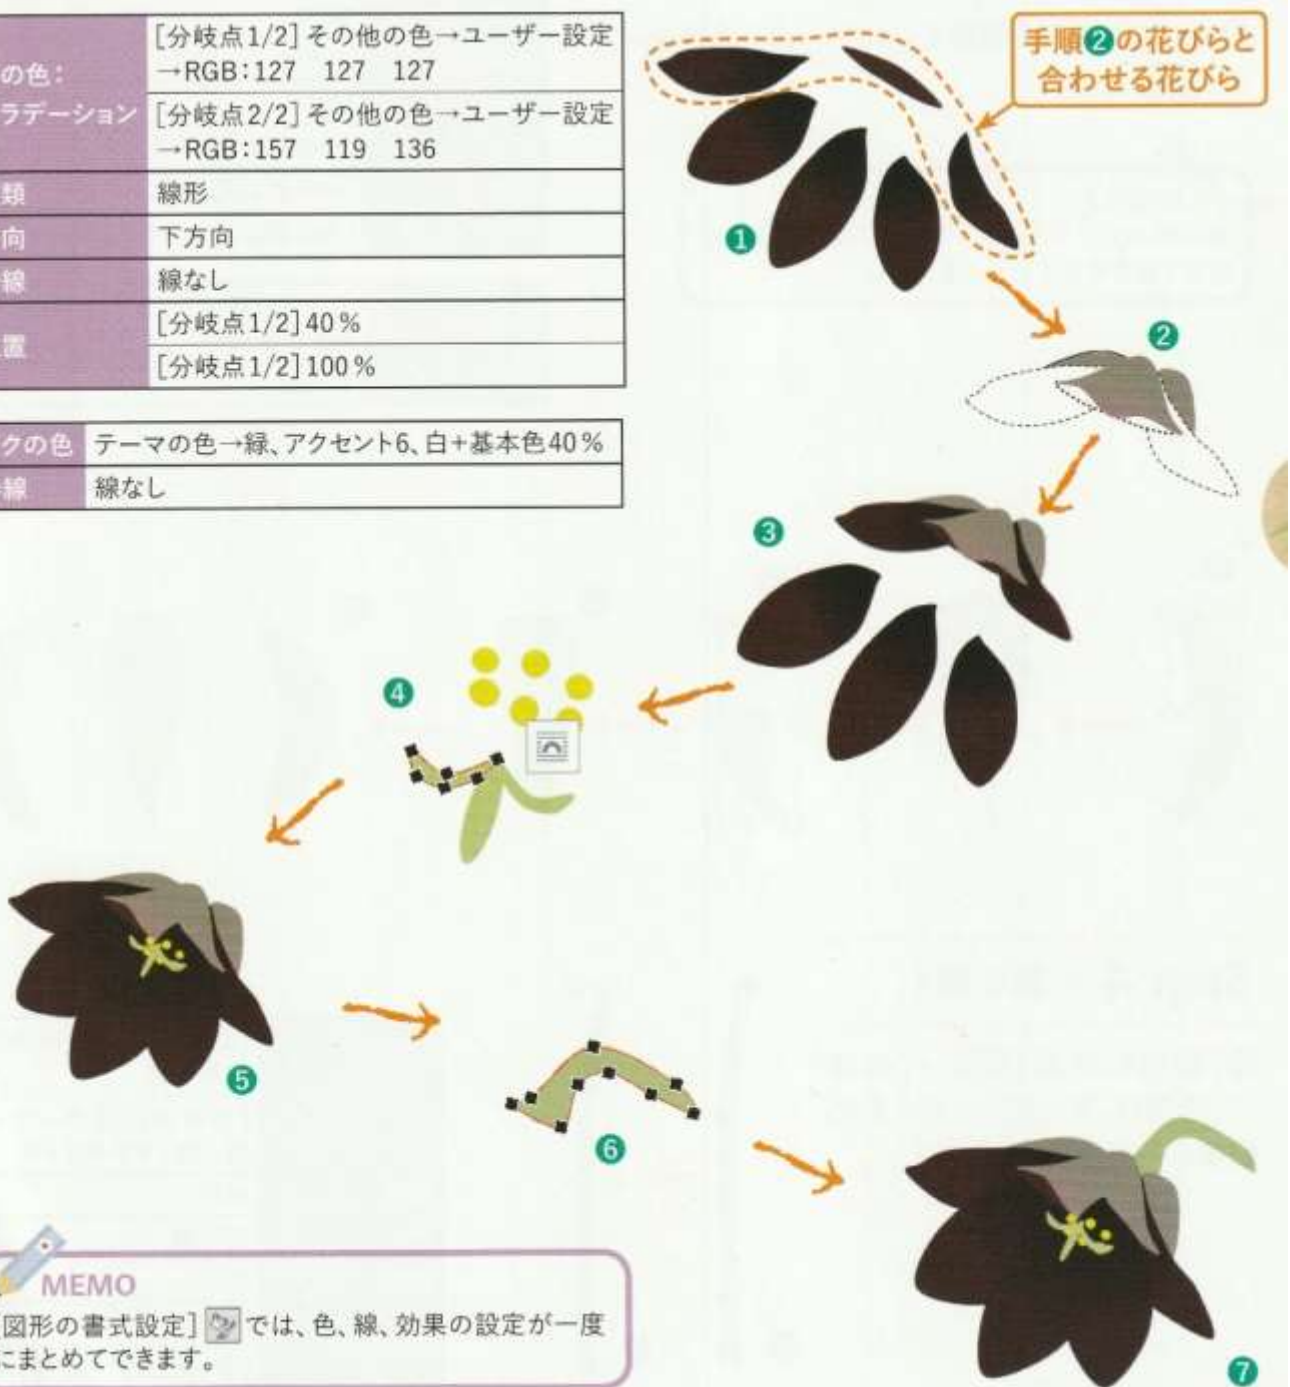 の色：
ラデーション
[分岐点1/2]その他の色→ユーザー設定
→RGB：127　127　127
[分岐点2/2]その他の色→ユーザー設定
→RGB：157　119　136
類
線形
向
下方向
線
線なし
置
[分岐点1/2]40％
[分岐点1/2]100％
クの色
テーマの色→緑、アクセント6、白+基本色40％
線
線なし
手順❷の花びらと
合わせる花びら
❶
❷
❸
❹
❺
❻
❼
MEMO
図形の書式設定]では、色、線、効果の設定が一度
にまとめてできます。